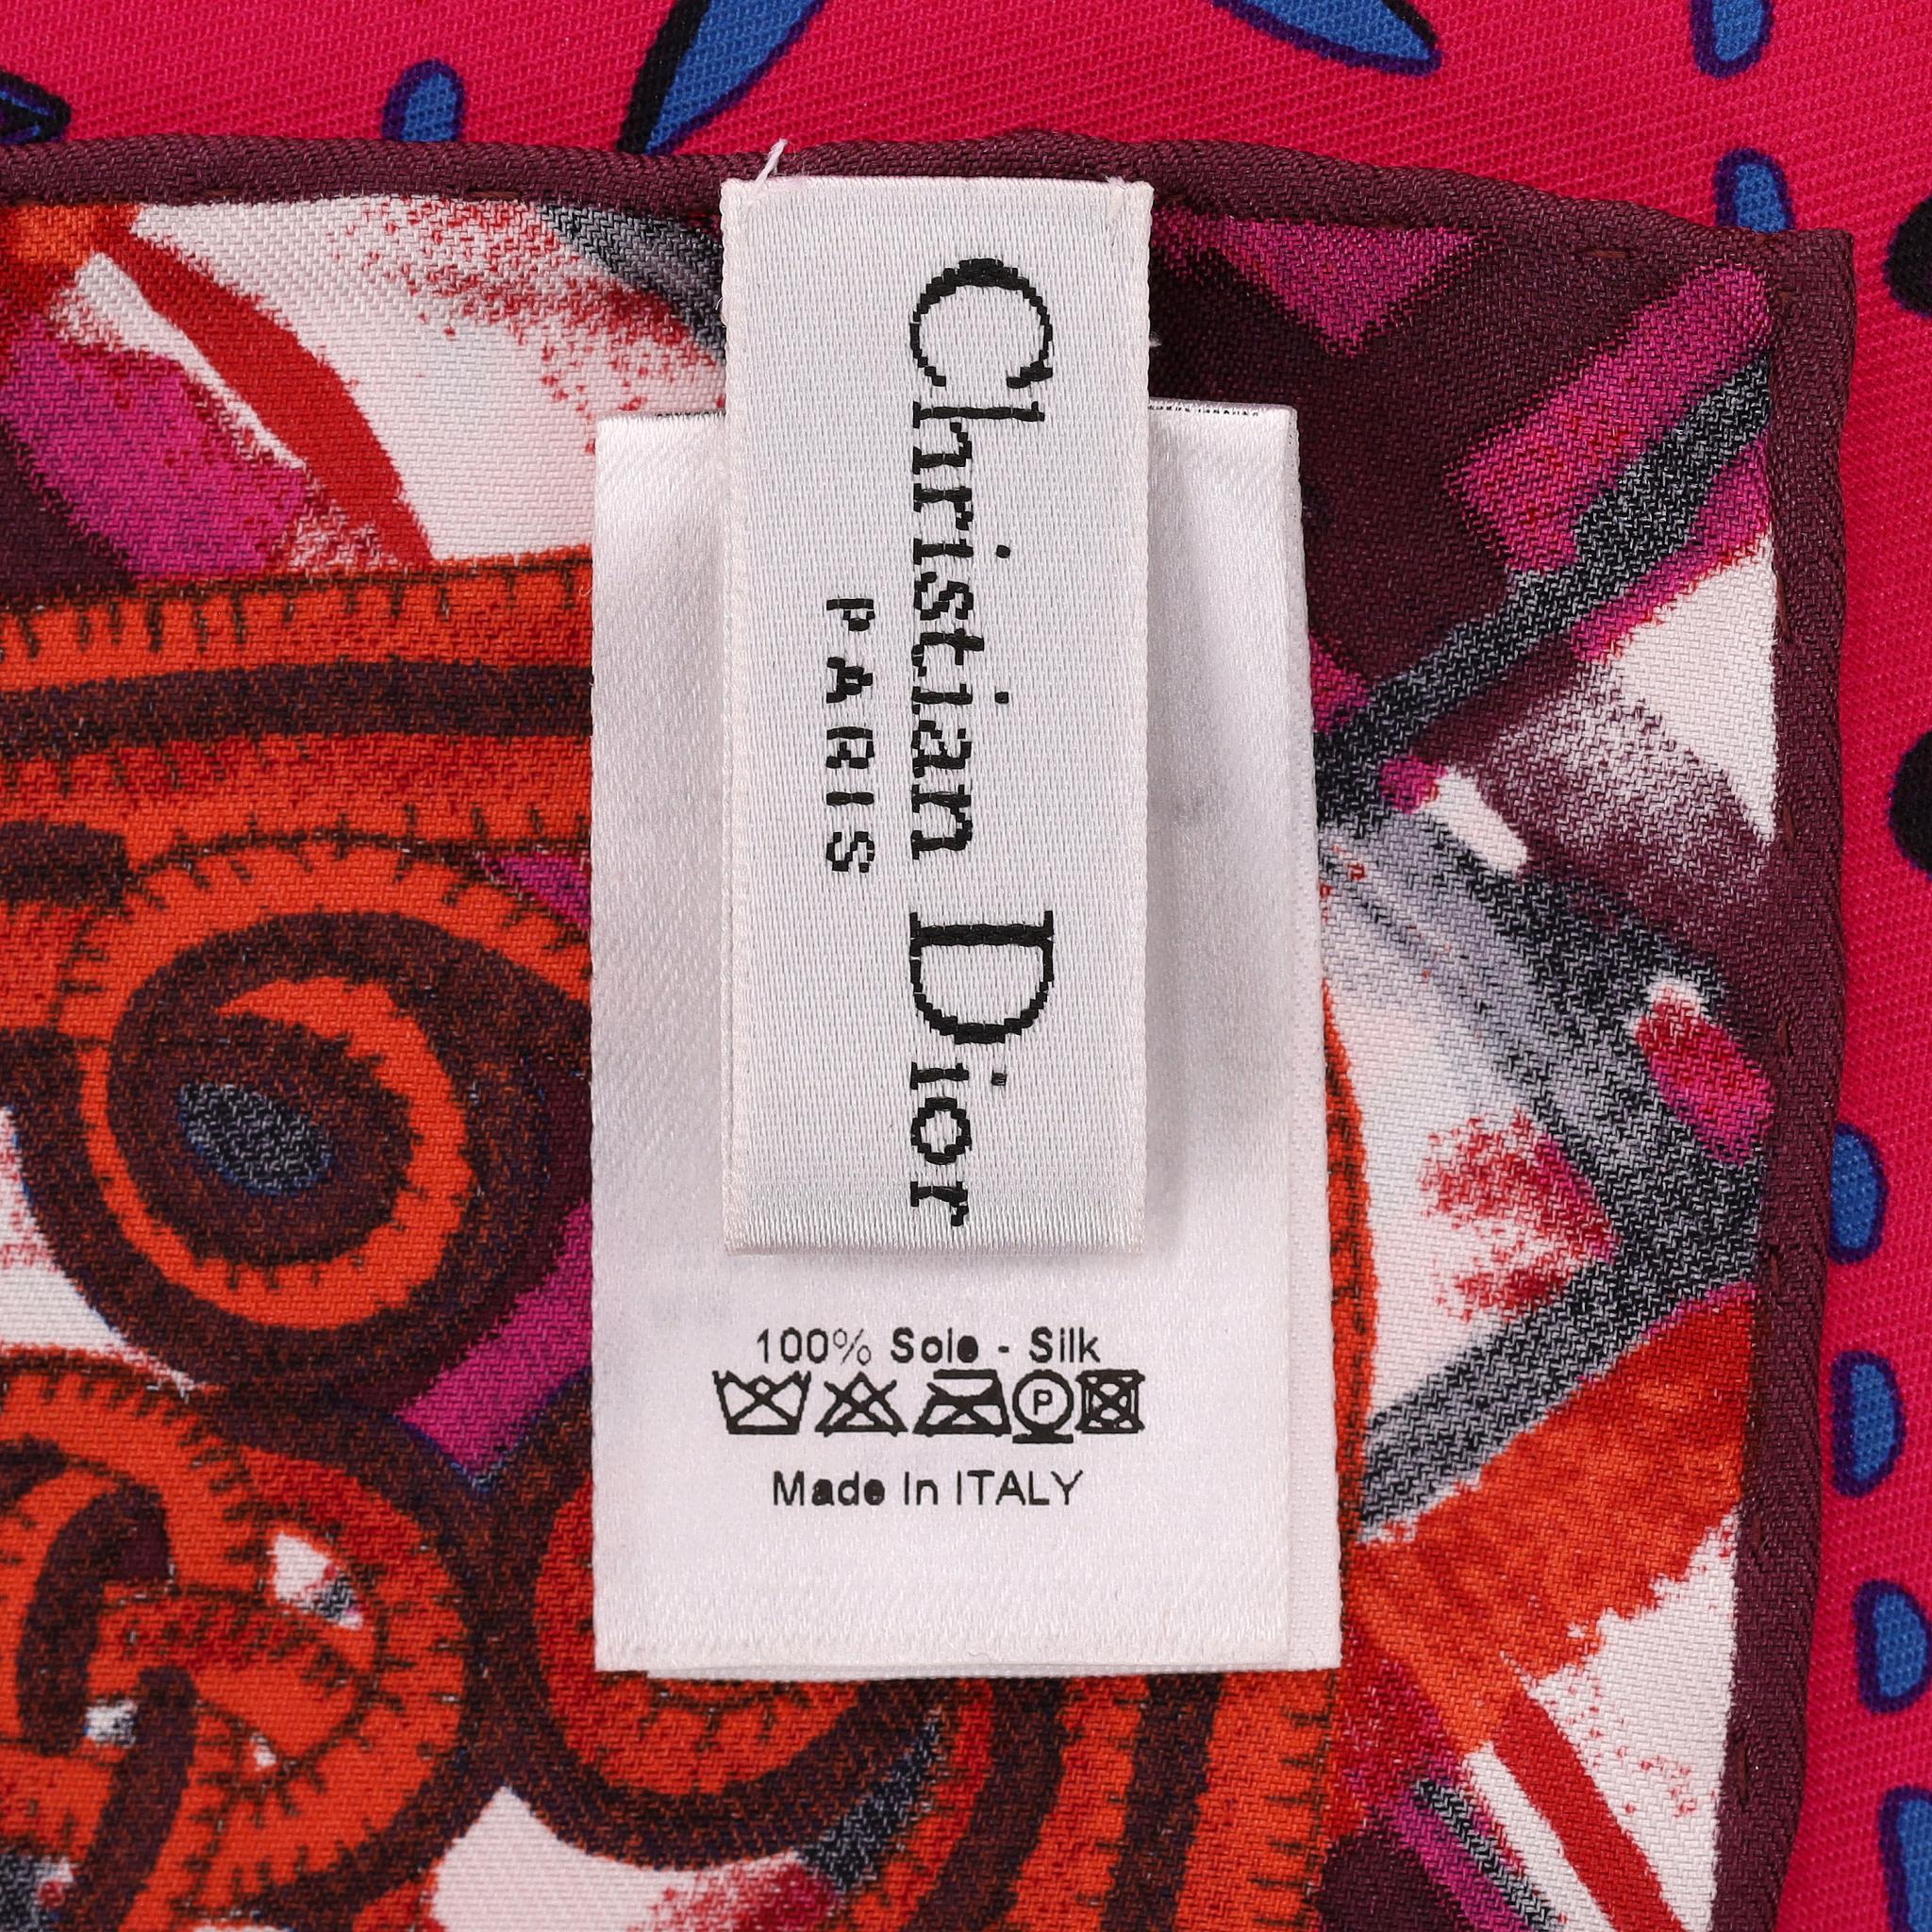 Christian Dior
PARIS
100% Sole - Silk
P
Made In ITALY